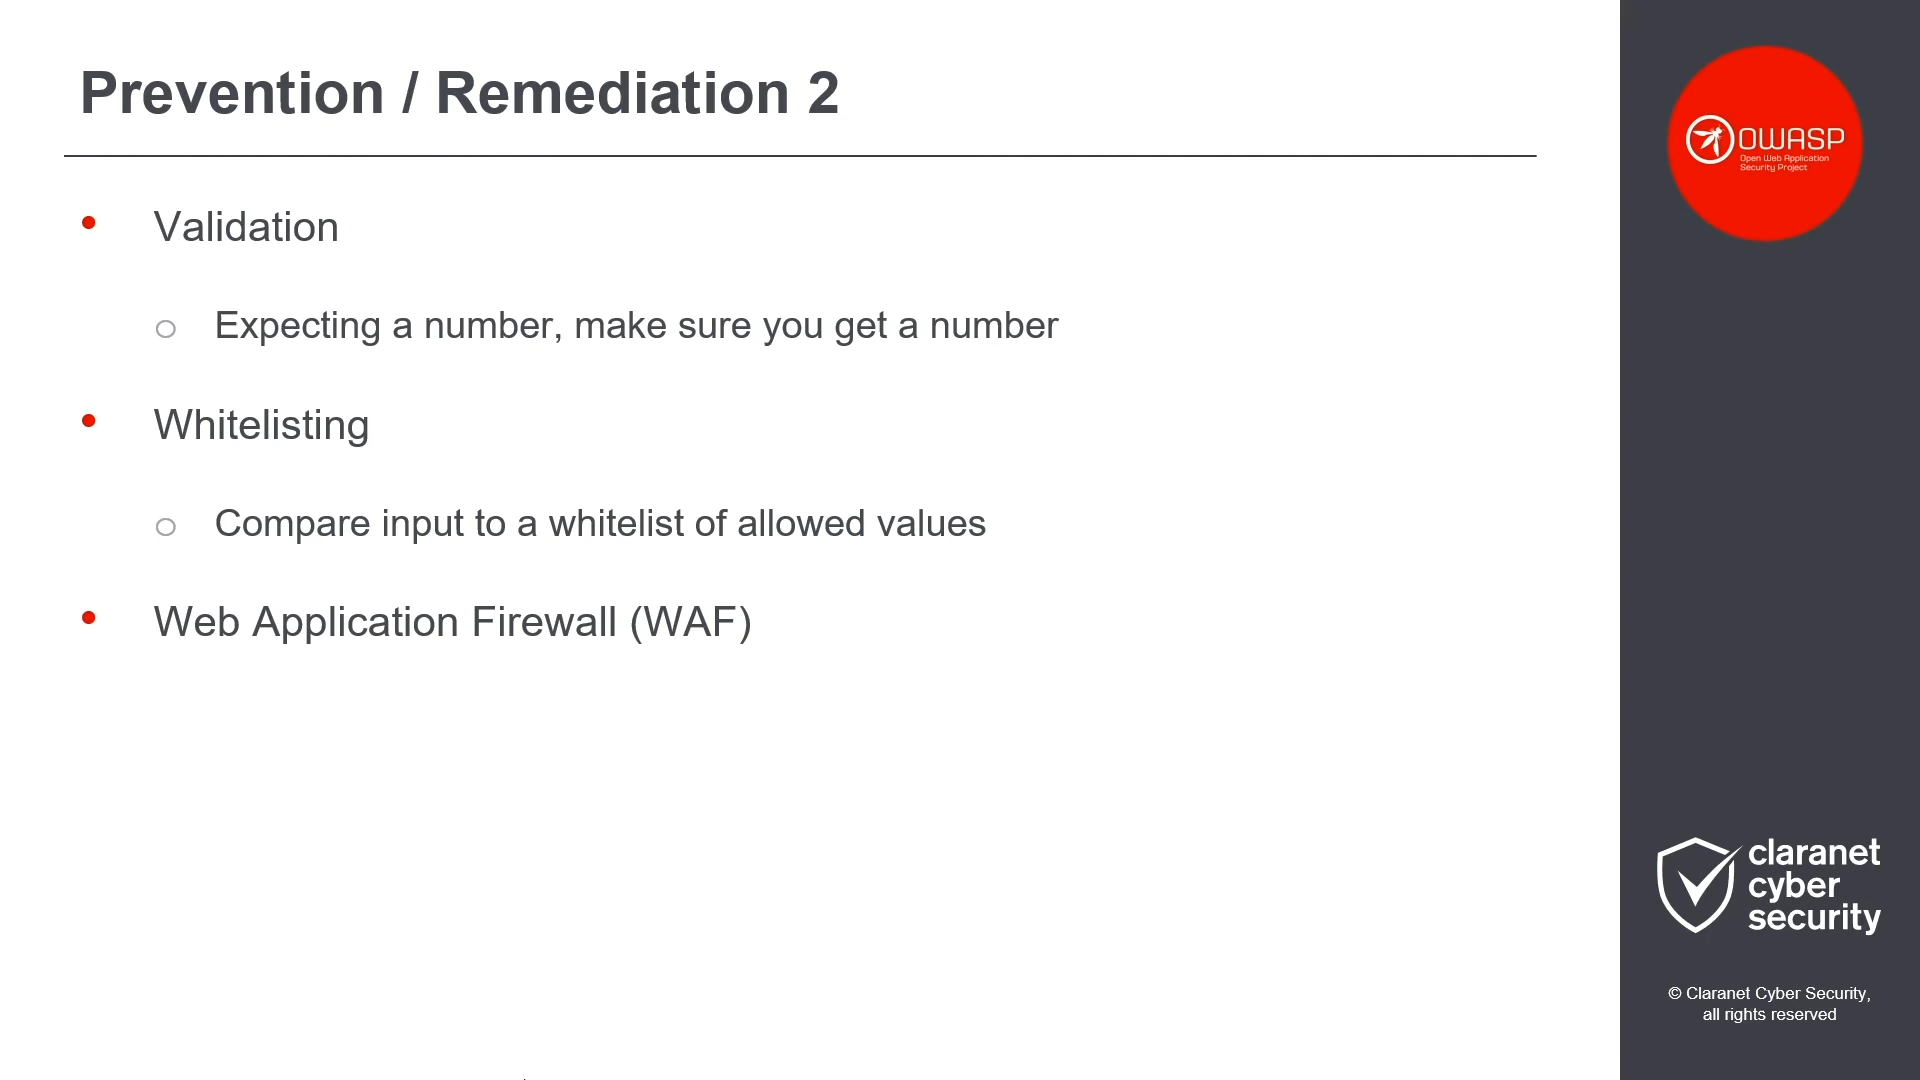 Prevention / Remediation 2
• Validation
o Expecting a number, make sure you get a number
• Whitelisting
o Compare input to a whitelist of allowed values
• Web Application Firewall (WAF)
OWASP
Open Web Application
Security Project
claranet
cyber
security
© Claranet Cyber Security,
all rights reserved